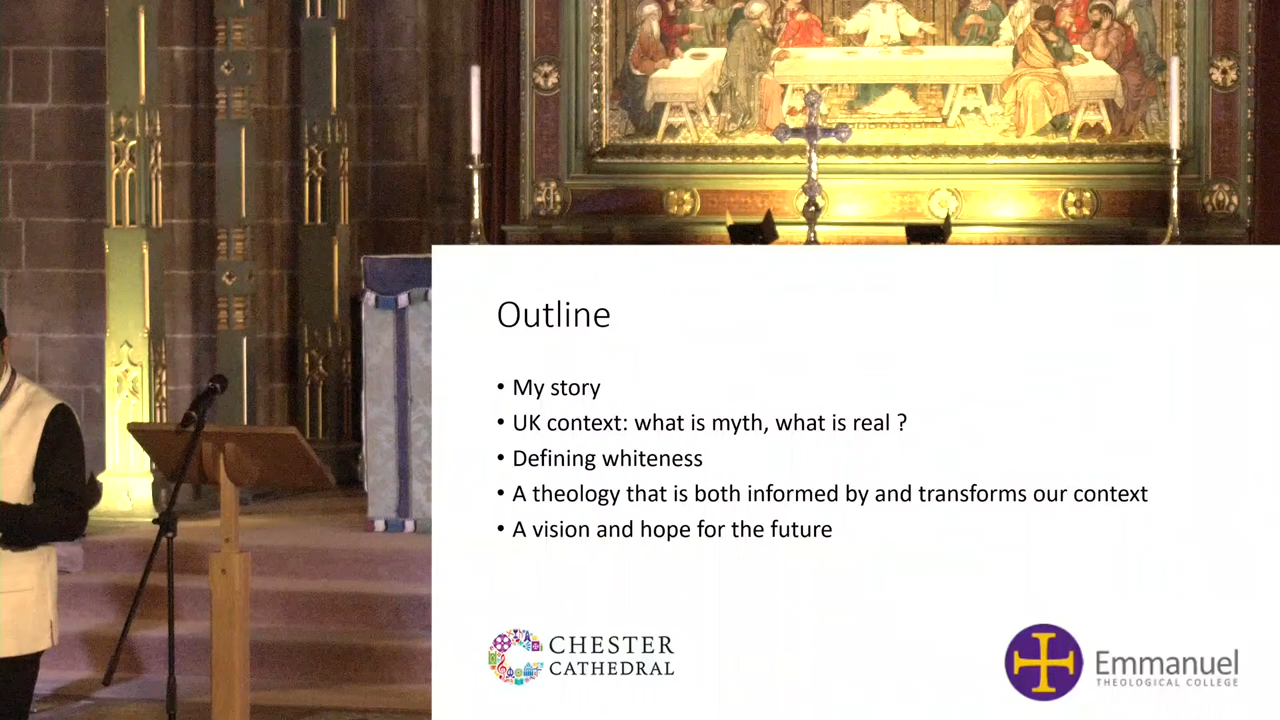 Outline
• My story
• UK context: what is myth, what is real ?
• Defining whiteness
• A theology that is both informed by and transforms our context
• A vision and hope for the future
CHESTER
CATHEDRAL
Emmanuel
THEOLOGICAL COLLEGE